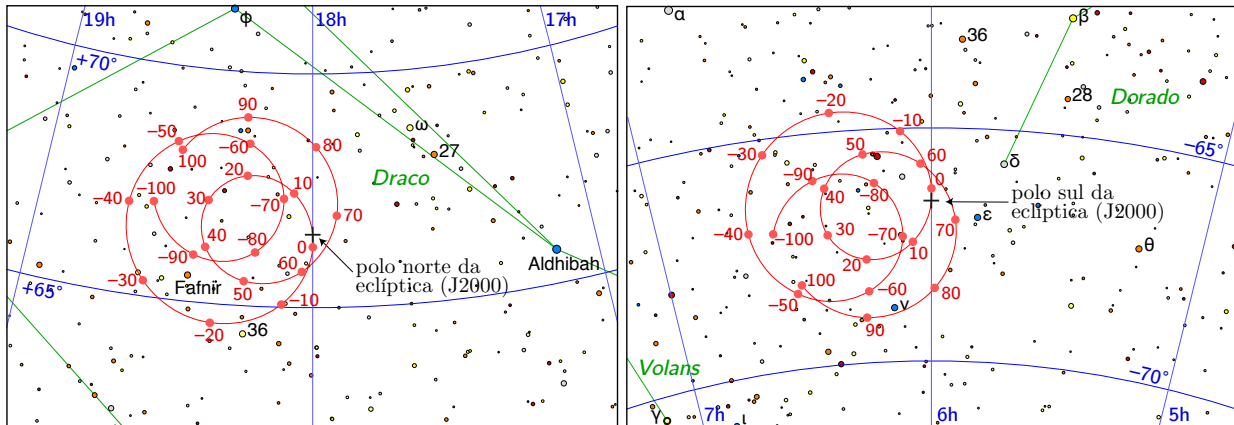 19h
18h
17h
φ
+70°
90
−50
−60
80
100
ω
27
20
10
Draco
−100
−40
30
−70
70
40
−80
0
−90
60
polo norte da
eclíptica (J2000)
Aldhibah
−30
Fafnir
50
−10
+65°
−20
36
α
β
36
−20
28
Dorado
−10
−65°
−30
50
60
δ
−90
40
−80
0
polo sul da
eclíptica (J2000)
ε
−40
−100
30
−70
70
10
θ
20
−100
−60
80
−50
ν
90
Volans
−70°
γ
7h
ι
6h
5h